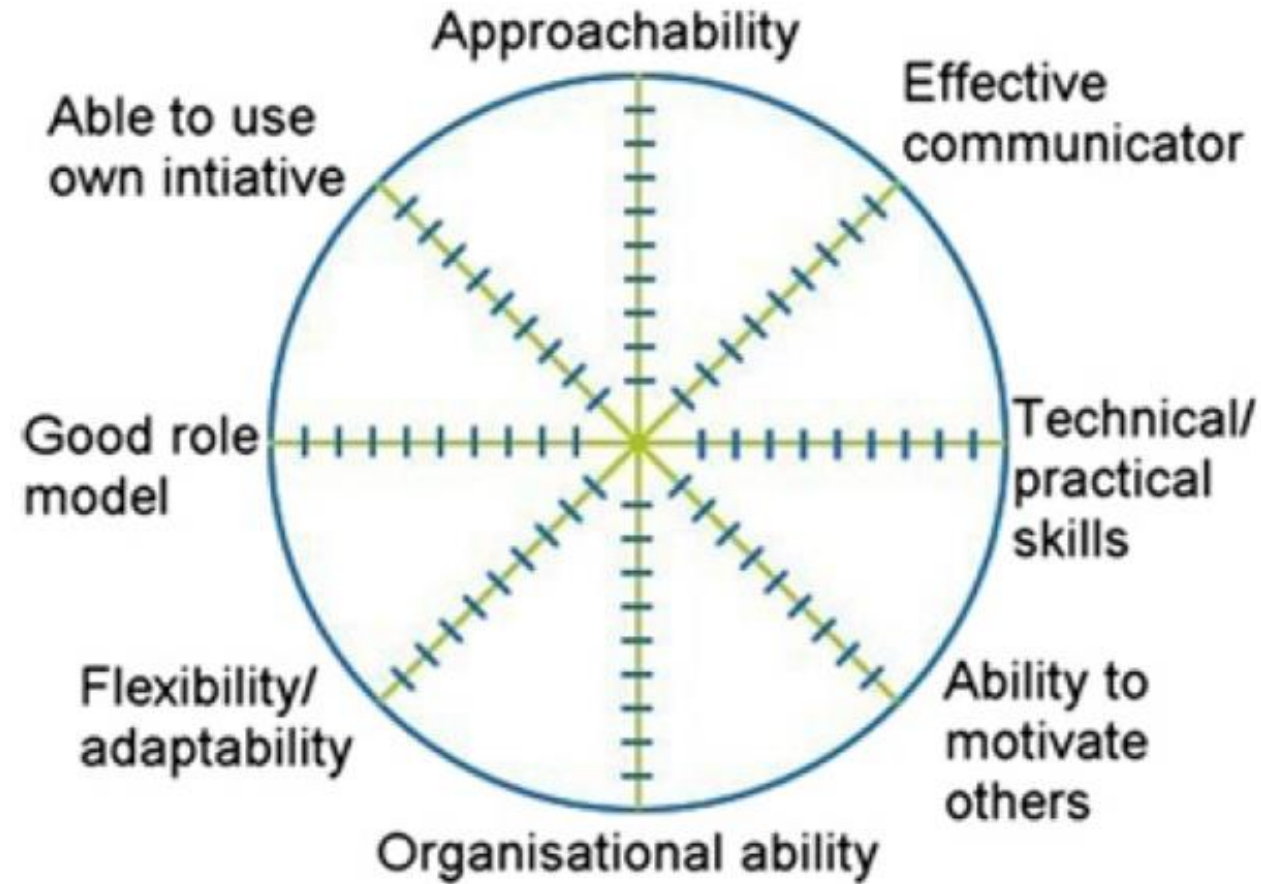 Approachability
Effective
communicator
Technical/
practical
skills
Ability to
motivate
others
Organisational ability
Flexibility/
adaptability
Good role
model
Able to use
own intiative